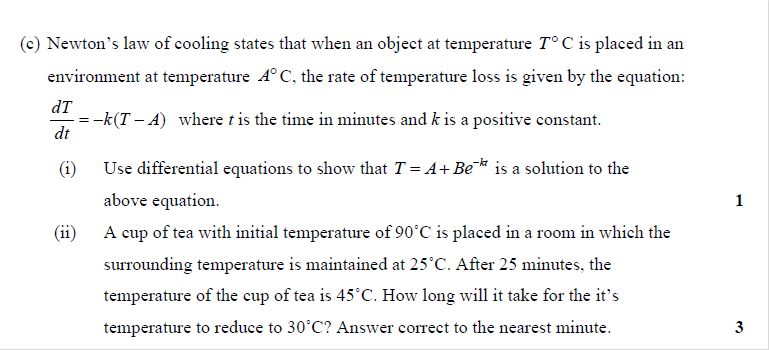 (c) Newton's law of cooling states that when an object at temperature T° C is placed in an
environment at temperature A° C, the rate of temperature loss is given by the equation:
dT/dt = –k(T – A) where t is the time in minutes and k is a positive constant.
(i) Use differential equations to show that T = A + Be^{-kt} is a solution to the
above equation. 1
(ii) A cup of tea with initial temperature of 90°C is placed in a room in which the
surrounding temperature is maintained at 25°C. After 25 minutes, the
temperature of the cup of tea is 45°C. How long will it take for the it's
temperature to reduce to 30°C? Answer correct to the nearest minute. 3